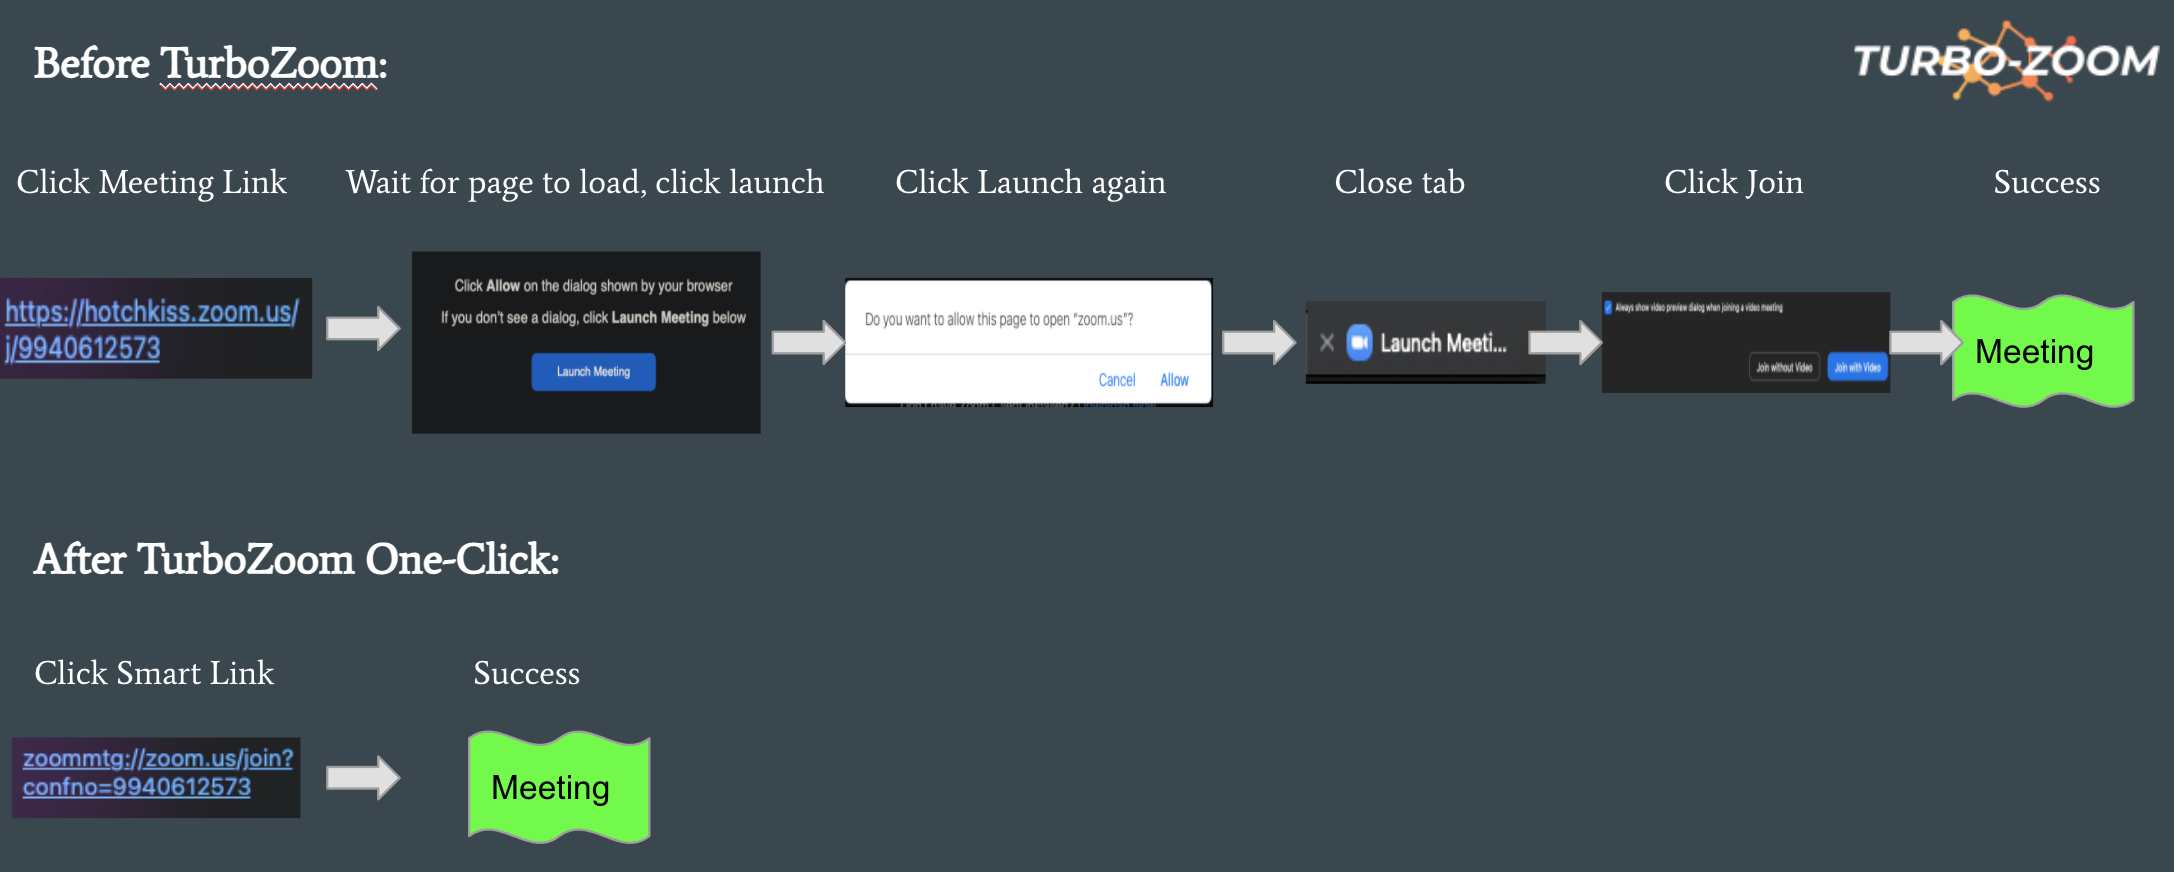 Before TurboZoom:
TURBO-ZOOM
Click Meeting Link
Wait for page to load, click launch
Click Launch again
Close tab
Click Join
Success
https://hotchkiss.zoom.us/
j/9940612573
Click Allow on the dialog shown by your browser
If you don't see a dialog, click Launch Meeting below
Launch Meeting
Do you want to allow this page to open “zoom.us”?
Cancel
Allow
Launch Meeti...
Always show video preview dialog when joining a video meeting
Join without Video
Join with Video
Meeting
After TurboZoom One-Click:
Click Smart Link
Success
zoommtg://zoom.us/join?
confno=9940612573
Meeting